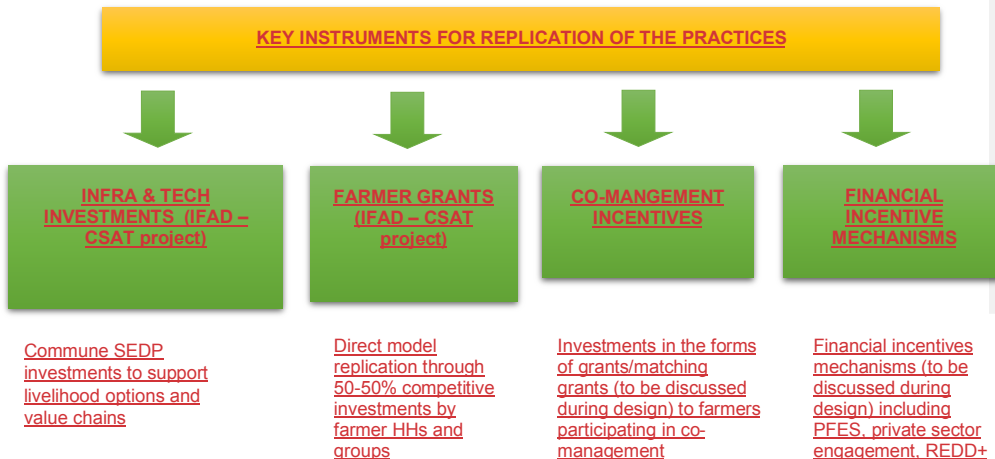 KEY INSTRUMENTS FOR REPLICATION OF THE PRACTICES
INFRA & TECH
INVESTMENTS (IFAD –
CSAT project)
FARMER GRANTS
(IFAD – CSAT
project)
CO-MANGEMENT
INCENTIVES
FINANCIAL
INCENTIVE
MECHANISMS
Commune SEDP
investments to support
livelihood options and
value chains
Direct model
replication through
50-50% competitive
investments by
farmer HHs and
groups
Investments in the forms
of grants/matching
grants (to be discussed
during design) to farmers
participating in co-
management
Financial incentives
mechanisms (to be
discussed during
design) including
PFES, private sector
engagement, REDD+